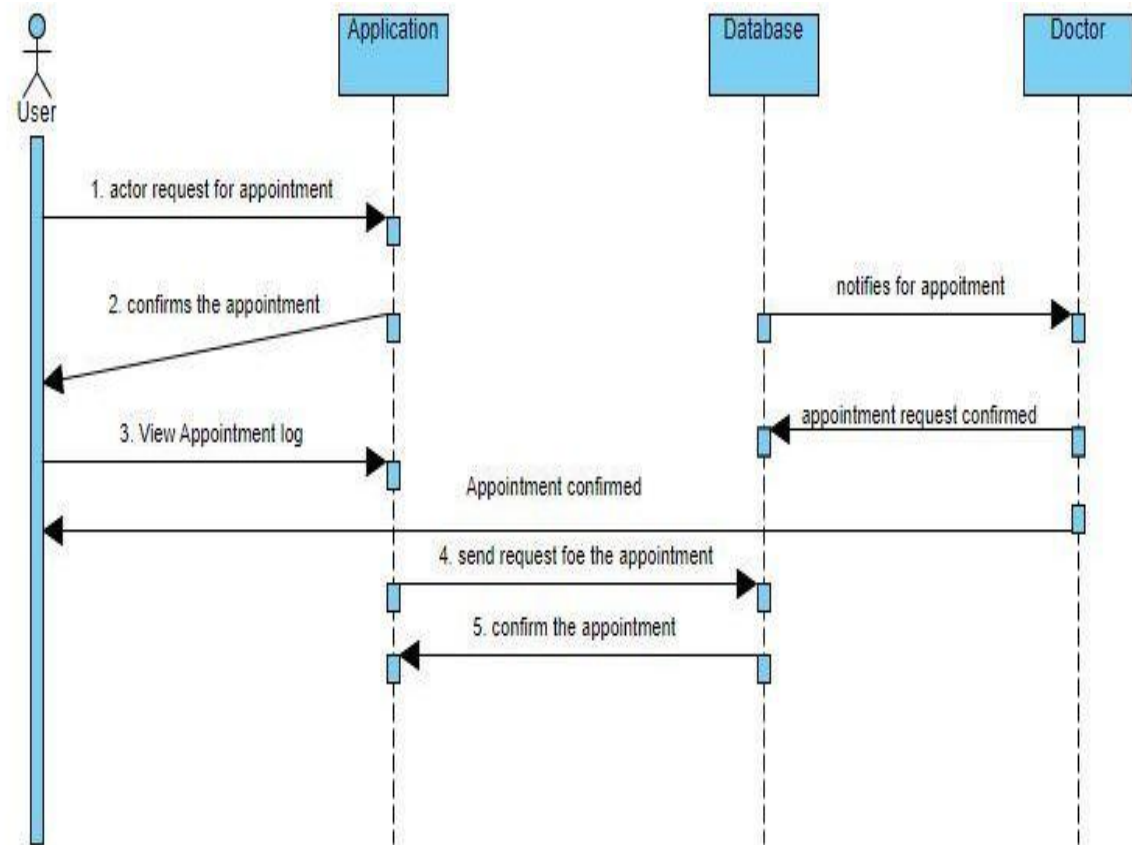 Application
Database
Doctor
User
1. actor request for appointment
2. confirms the appointment
notifies for appoitment
appointment request confirmed
3. View Appointment log
Appointment confirmed
4. send request foe the appointment
5. confirm the appointment